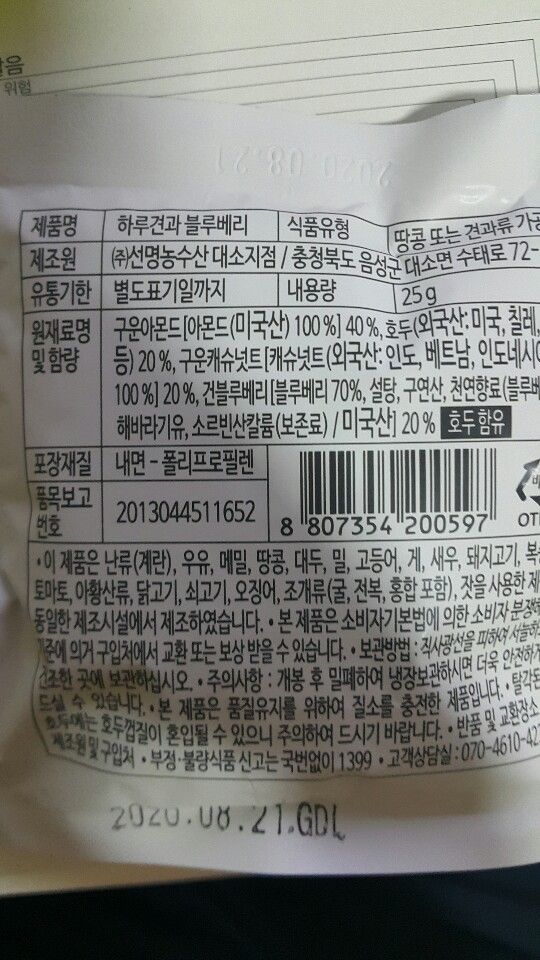 위험
2020.08.21
제품명 하루견과 블루베리 식품유형 땅콩 또는 견과류 가공
제조원 ㈜선명농수산 대소지점 / 충청북도 음성군 대소면 수태로 72-
유통기한 별도표기일까지 내용량 25g
원재료명 구운아몬드[아몬드(미국산) 100%] 40%, 호두(외국산: 미국, 칠레,
및 함량 등) 20%, 구운캐슈넛트[캐슈넛트(외국산: 인도, 베트남, 인도네시아
100%] 20%, 건블루베리[블루베리 70%, 설탕, 구연산, 천연향료(블루베
해바라기유, 소르빈산칼륨(보존료) / 미국산] 20% 호두 함유
포장재질 내면 - 폴리프로필렌
품목보고
번호 2013044511652
8 807354 200597
•이 제품은 난류(계란), 우유, 메밀, 땅콩, 대두, 밀, 고등어, 게, 새우, 돼지고기, 복
토마토, 아황산류, 닭고기, 쇠고기, 오징어, 조개류(굴, 전복, 홍합 포함), 잣을 사용한 제
동일한 제조시설에서 제조하였습니다. • 본 제품은 소비자기본법에 의한 소비자 분쟁해
기준에 의거 구입처에서 교환 또는 보상 받을 수 있습니다. • 보관방법 : 직사광선을 피하여 서늘하
건조한 곳에 보관하십시오. • 주의사항 : 개봉 후 밀폐하여 냉장보관하시면 더욱 안전하게
드실 수 있습니다. • 본 제품은 품질유지를 위하여 질소를 충전한 제품입니다. • 탈각된
호두에는 호두껍질이 혼입될 수 있으니 주의하여 드시기 바랍니다. • 반품 및 교환장소
제조원 및 구입처 • 부정·불량식품 신고는 국번없이 1399 • 고객상담실 : 070-4610-42
2020.08.21.GDL